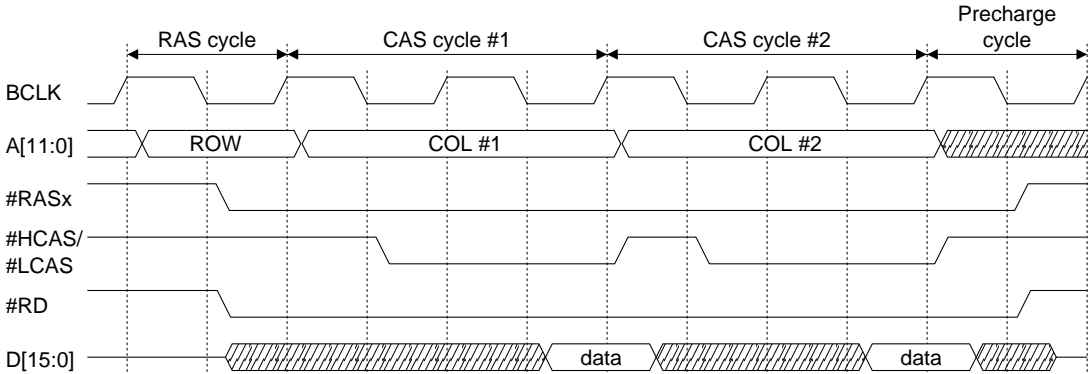 Precharge
RAS cycle CAS cycle #1 CAS cycle #2 cycle
BCLK
A[11:0] ROW COL #1 COL #2
#RASx
#HCAS/
#LCAS
#RD
D[15:0] data data